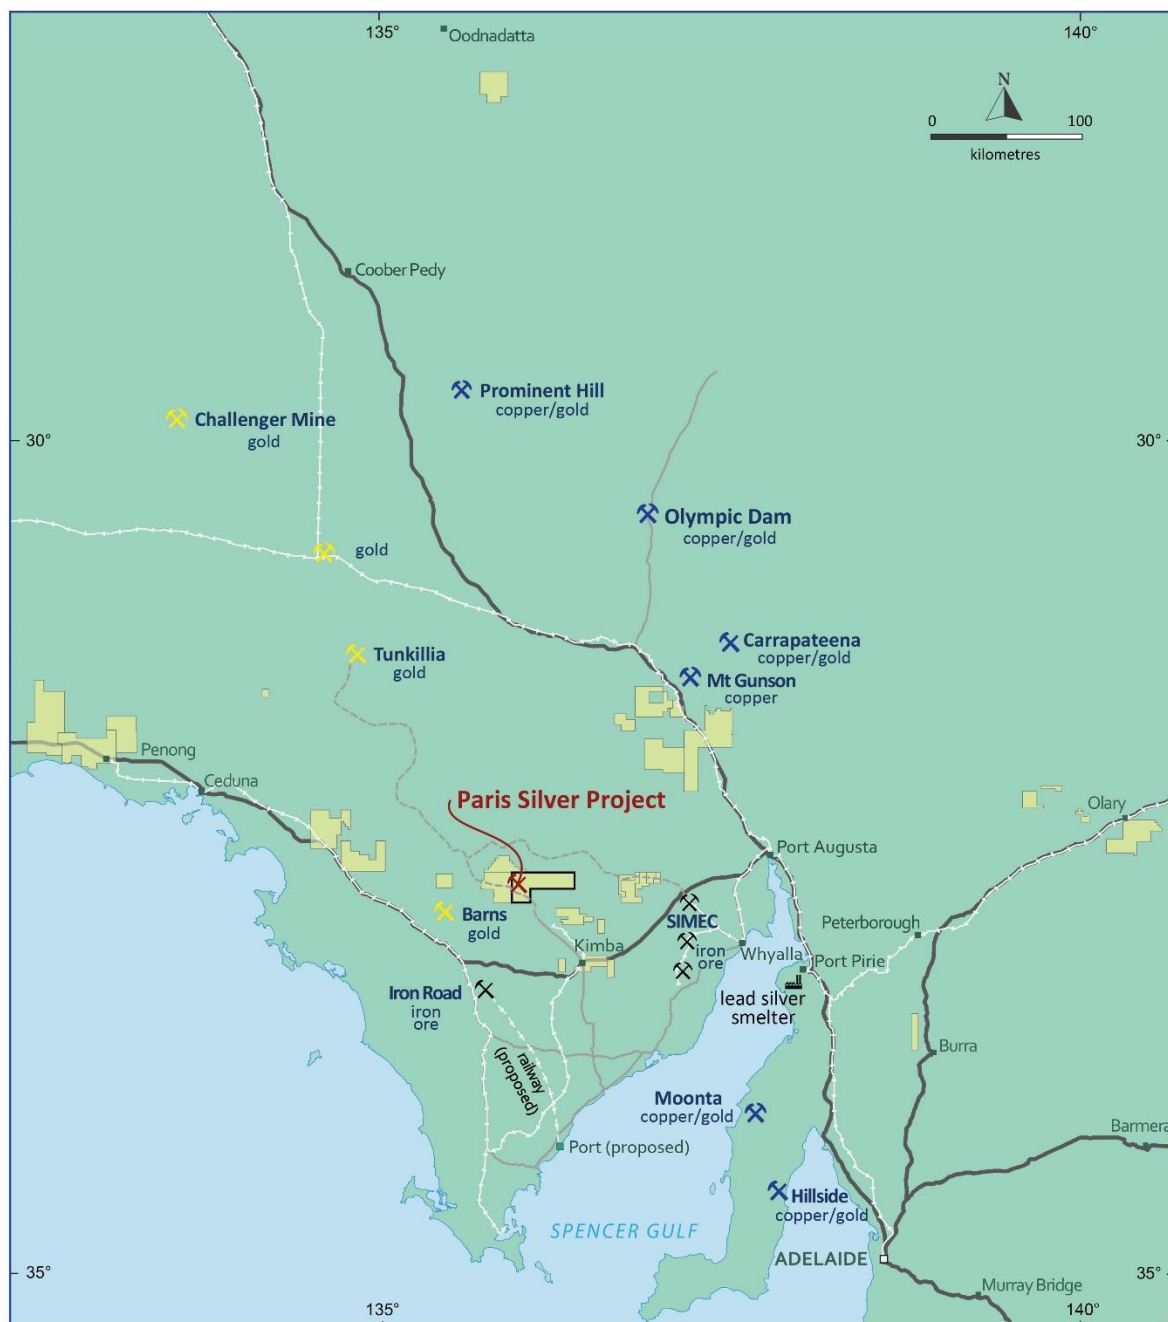 135°
140°
Oodnadatta
N
0
100
kilometres
Coober Pedy
Prominent Hill
copper/gold
Challenger Mine
gold
30°
30°
Olympic Dam
copper/gold
gold
Carrapateena
copper/gold
Tunkillia
gold
Mt Gunson
copper
Penong
Ceduna
Paris Silver Project
Olary
Port Augusta
Barns
gold
SIMEC
iron
ore
Peterborough
Kimba
Whyalla
Port Pirie
Iron Road
iron
ore
lead silver
smelter
railway
(proposed)
Burra
Moonta
copper/gold
Barmera
Port (proposed)
Hillside
copper/gold
SPENCER GULF
ADELAIDE
35°
35°
Murray Bridge
135°
140°